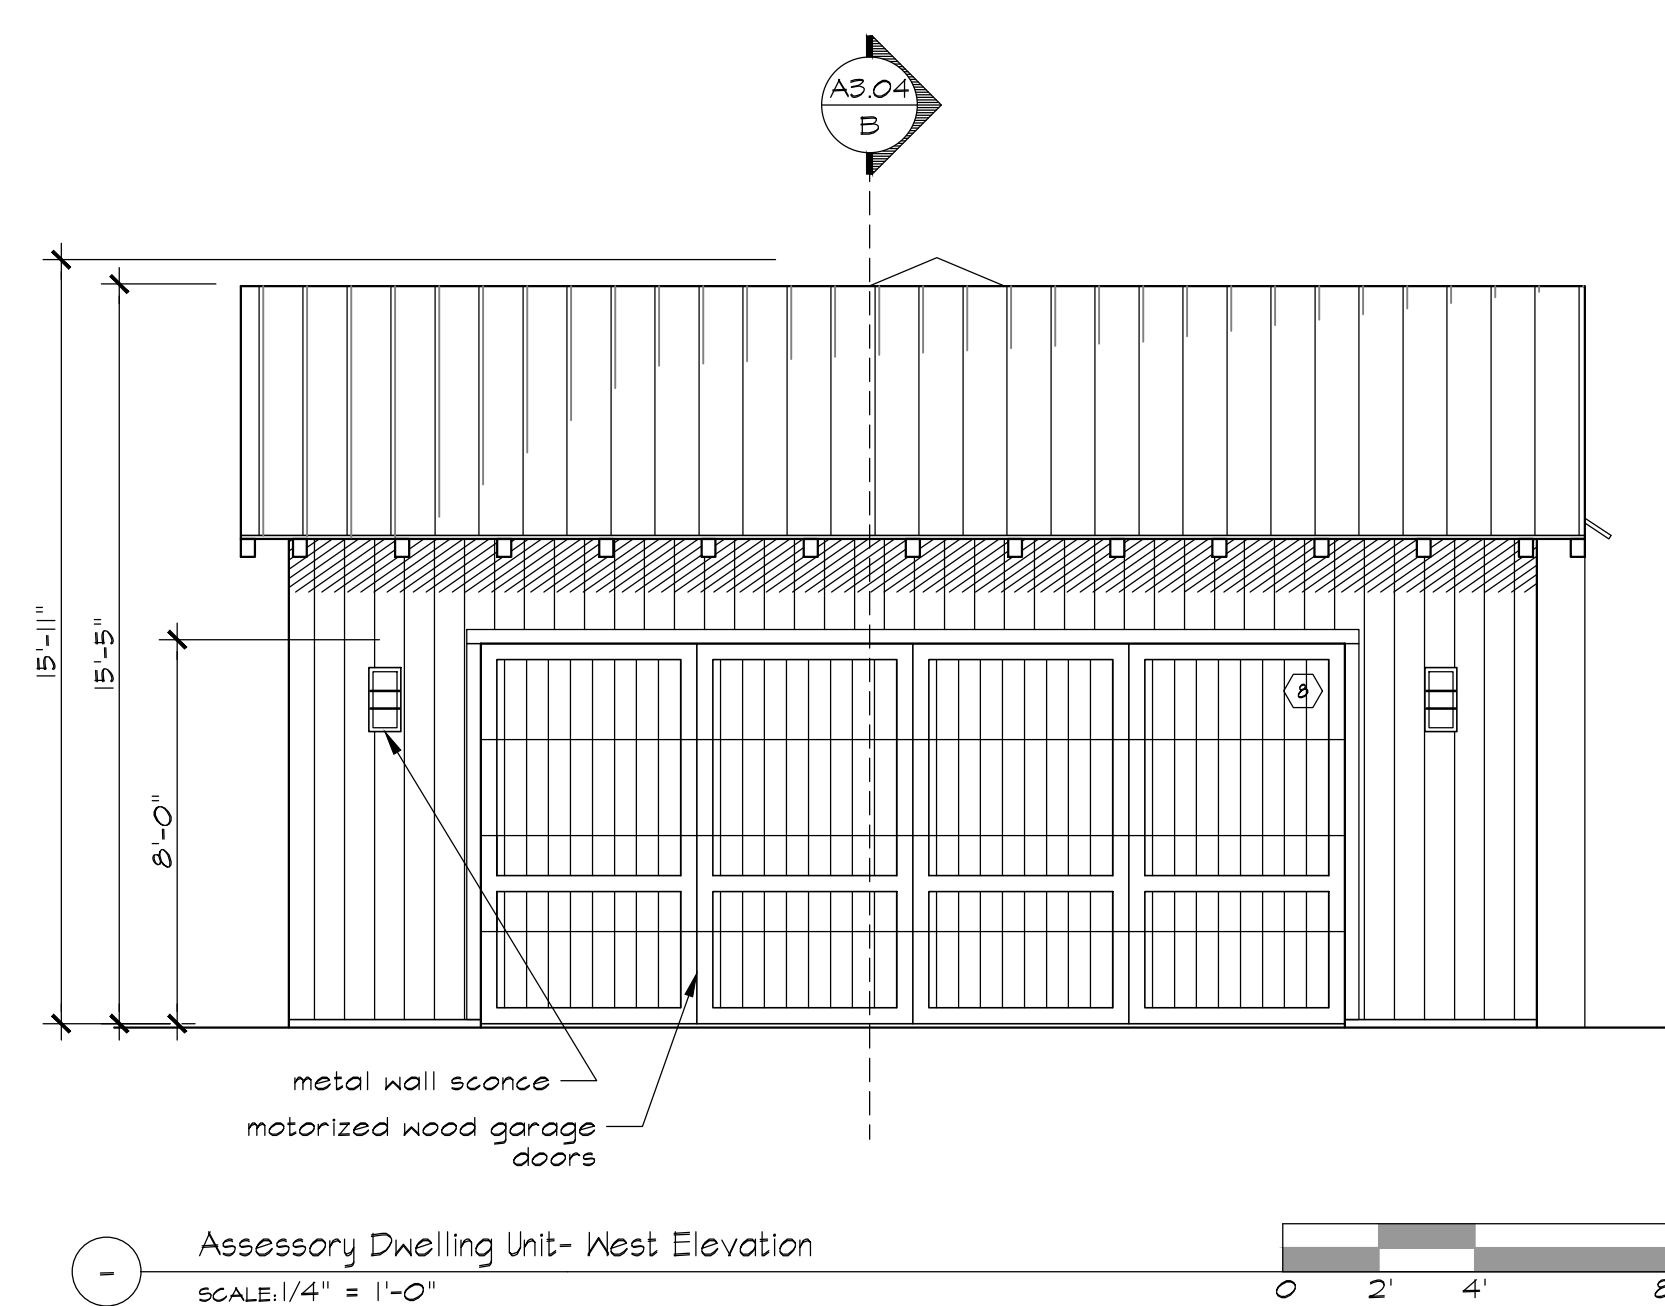 A3.04
B
15'-11"
15'-5"
8'-0"
8
metal wall sconce
motorized wood garage
doors
Assessory Dwelling Unit- West Elevation
SCALE:1/4" = 1'-0"
-
0 2' 4' 8